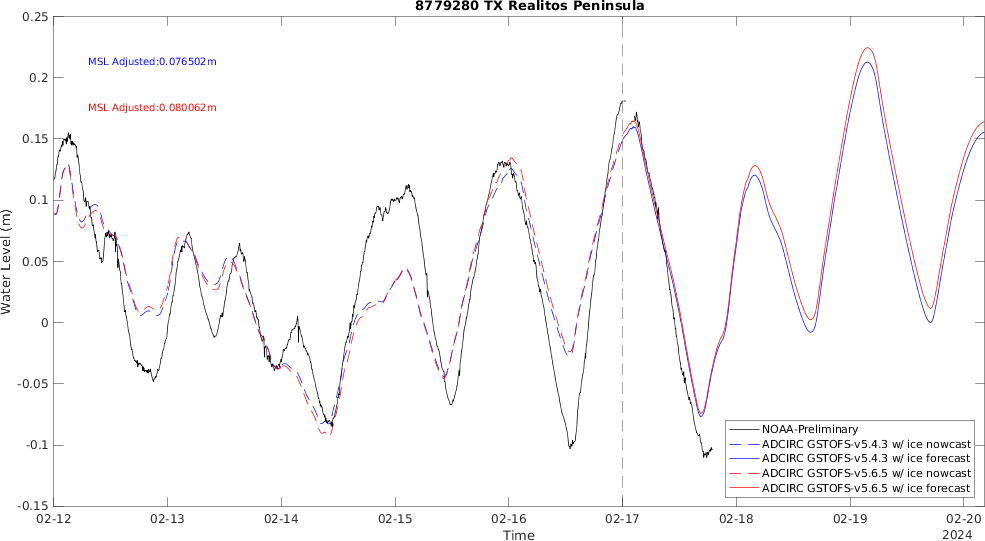 8779280 TX Realitos Peninsula
MSL Adjusted:0.076502m
MSL Adjusted:0.080062m
Water Level (m)
0.25
0.2
0.15
0.1
0.05
0
-0.05
-0.1
-0.15
NOAA-Preliminary
ADCIRC GSTOFS-v5.4.3 w/ ice nowcast
ADCIRC GSTOFS-v5.4.3 w/ ice forecast
ADCIRC GSTOFS-v5.6.5 w/ ice nowcast
ADCIRC GSTOFS-v5.6.5 w/ ice forecast
02-12 02-13 02-14 02-15 02-16 02-17 02-18 02-19 02-20
2024
Time